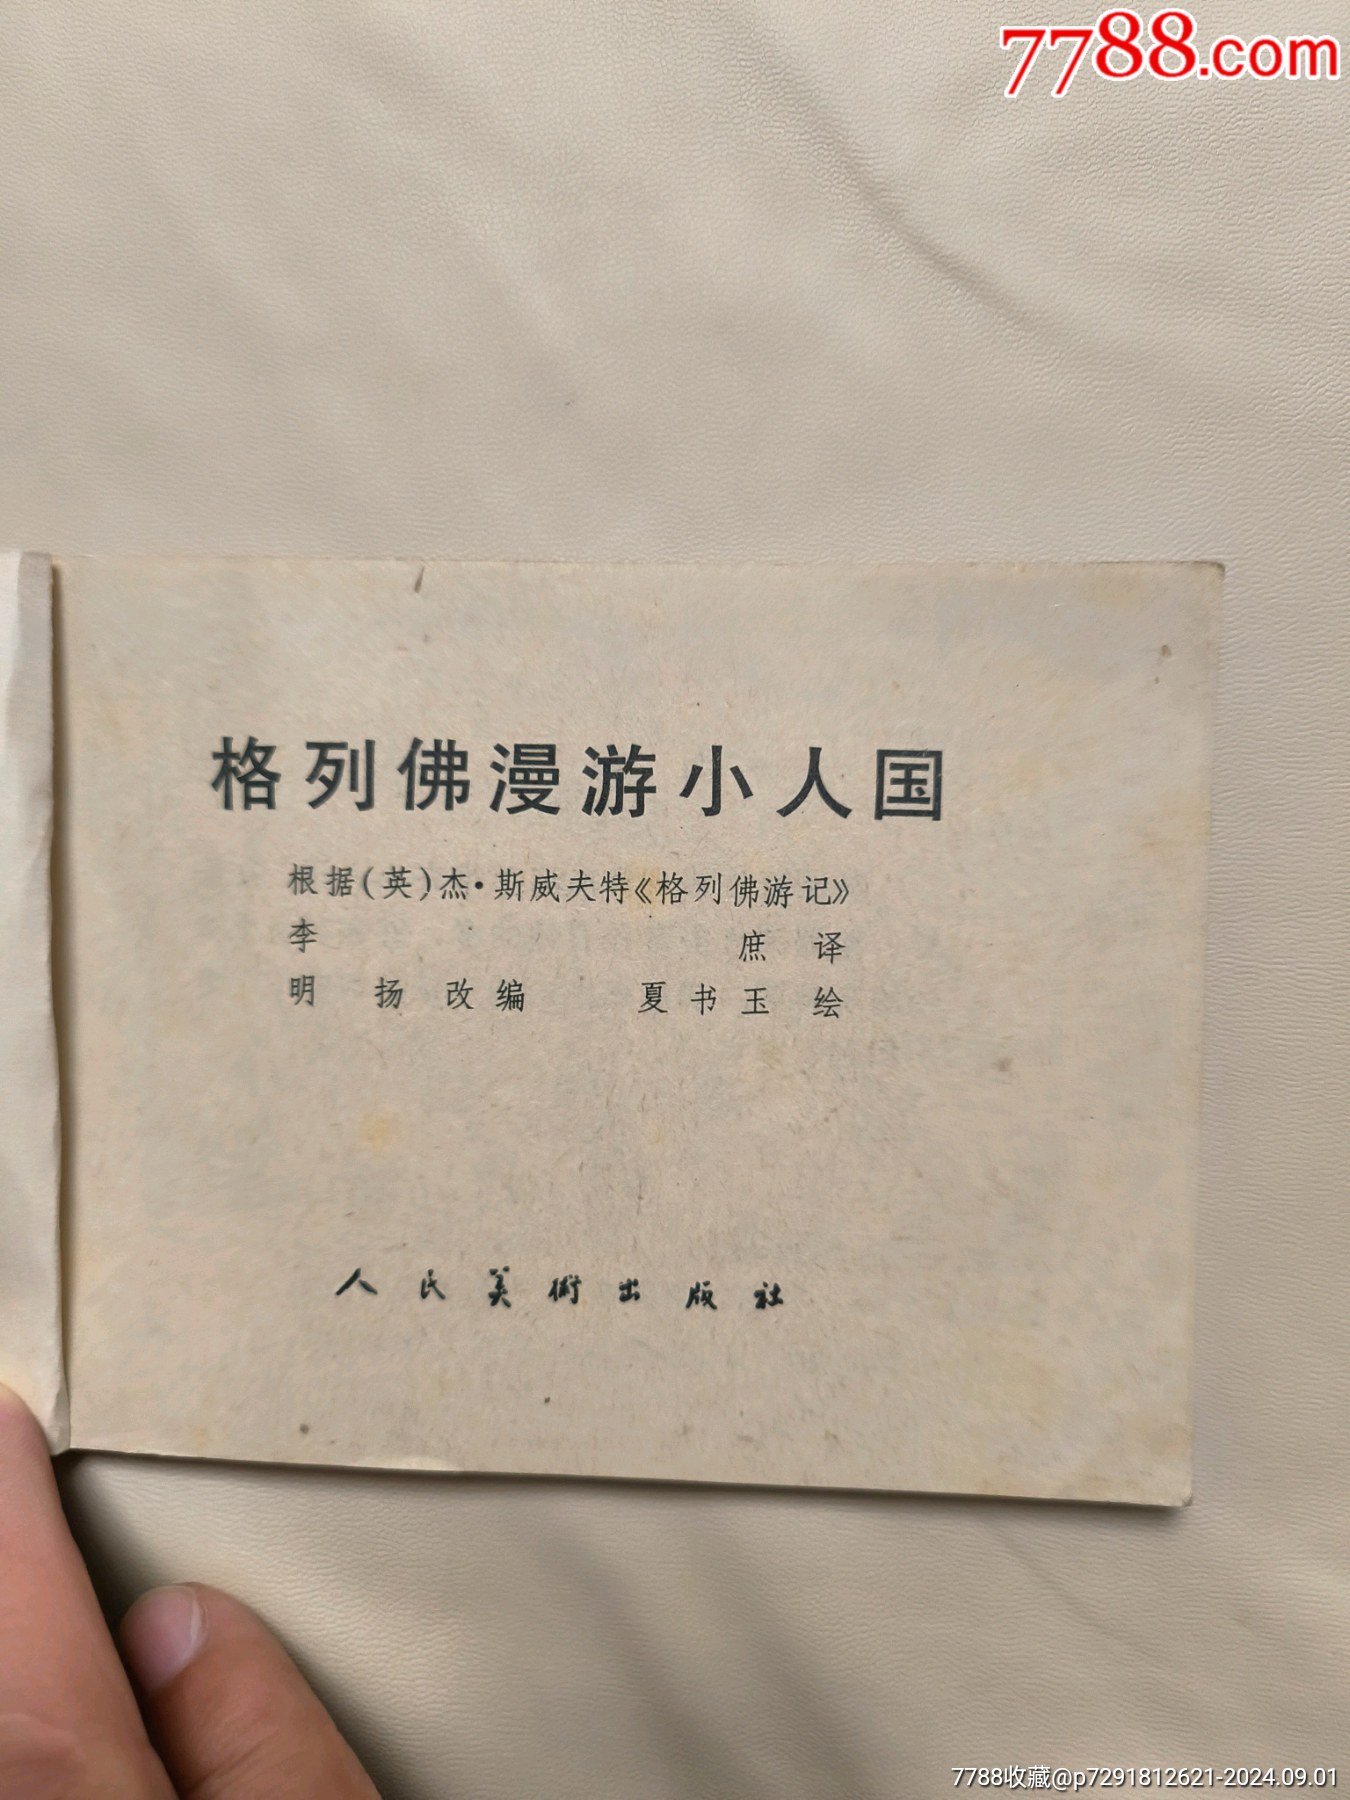 7788.com
格列佛漫游小人国
根据(英)杰·斯威夫特《格列佛游记》
李 庶 译
明 扬 改编 夏书玉 绘
人民美術出版社
7788收藏@p7291812621-2024.09.01